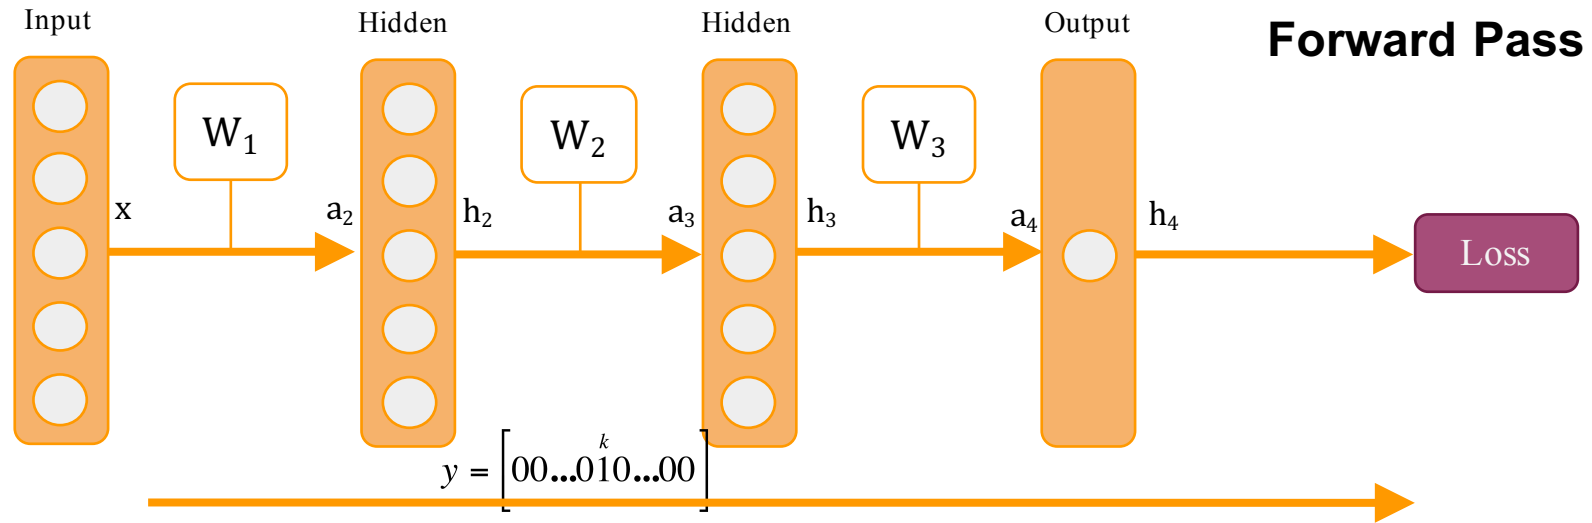 Input
Hidden
Hidden
Output
Forward Pass
W₁
W₂
W₃
x
a₂
h₂
a₃
h₃
a₄
h₄
Loss
k
y = [00...010...00]